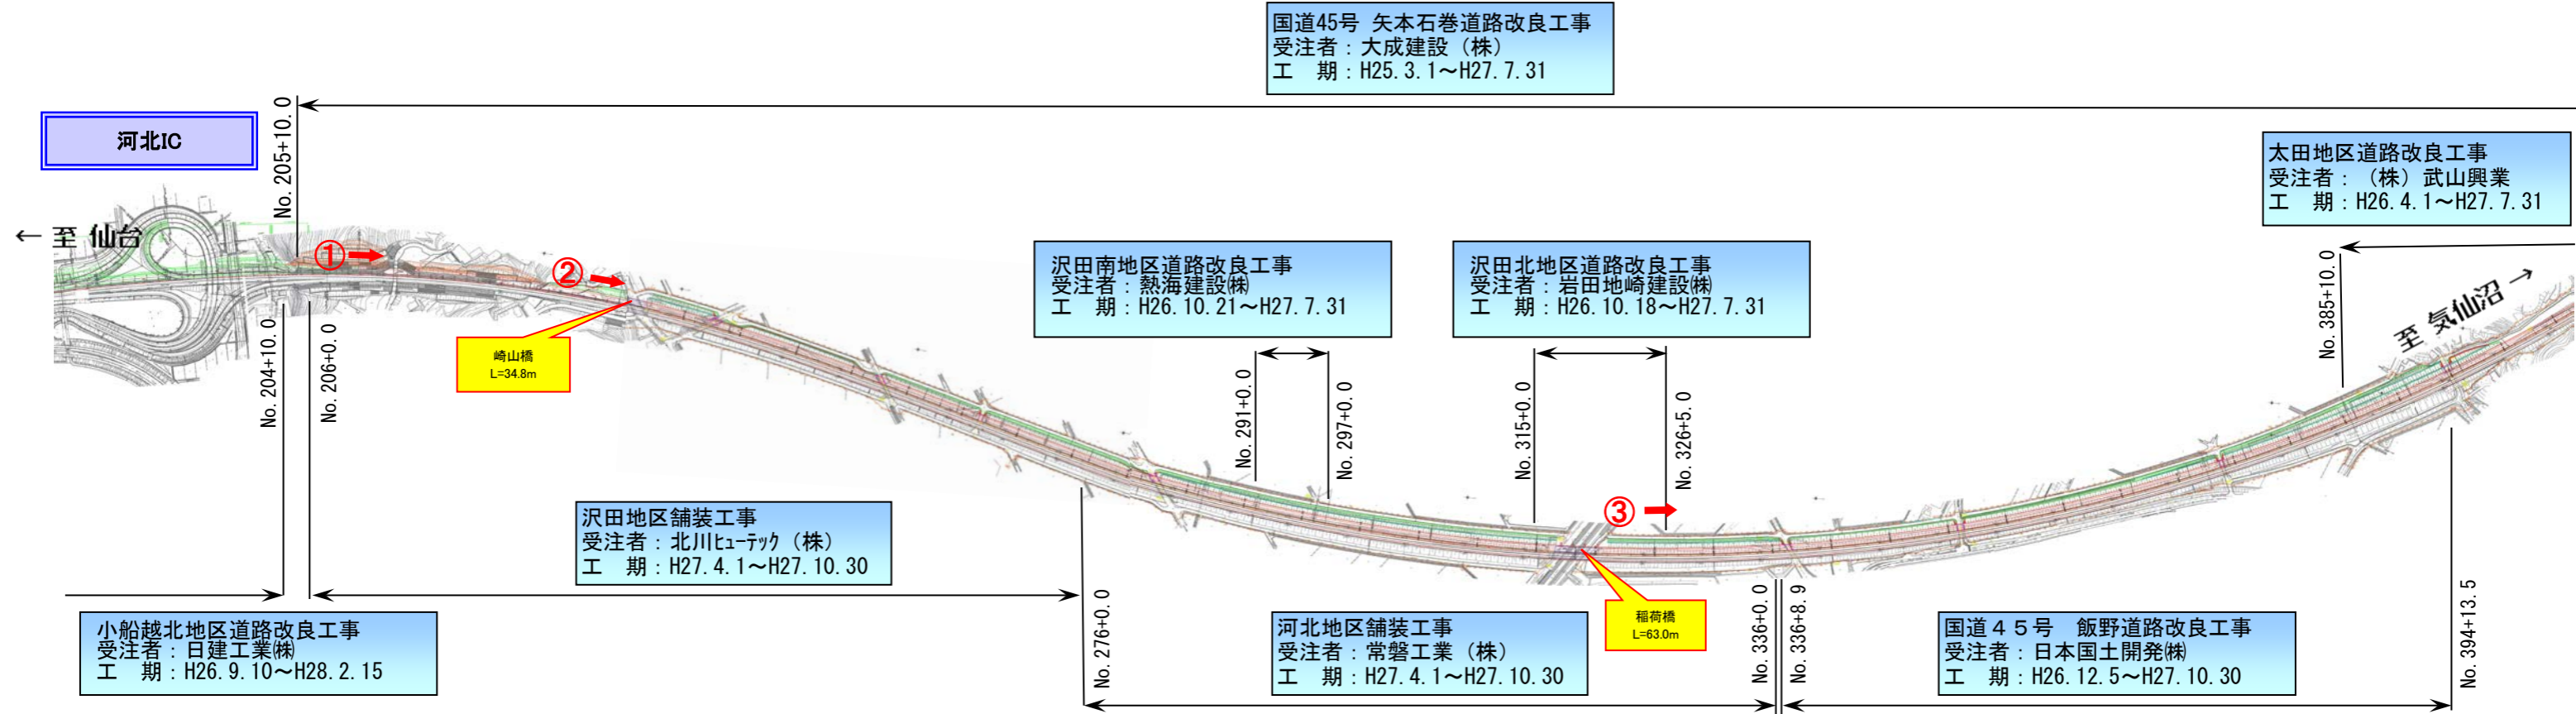 国道45号 矢本石巻道路改良工事
受注者：大成建設（株）
工　期：H25.3.1～H27.7.31
河北IC
No.205+10.0
太田地区道路改良工事
受注者：（株）武山興業
工　期：H26.4.1～H27.7.31
← 至 仙台
①
②
沢田南地区道路改良工事
受注者：熱海建設㈱
工　期：H26.10.21～H27.7.31
沢田北地区道路改良工事
受注者：岩田地崎建設㈱
工　期：H26.10.18～H27.7.31
No.385+10.0
至 気仙沼 →
No.204+10.0
No.206+0.0
崎山橋
L=34.8m
No.291+0.0
No.297+0.0
No.315+0.0
No.326+5.0
③
沢田地区舗装工事
受注者：北川ﾋｭｰﾃｯｸ（株）
工　期：H27.4.1～H27.10.30
小船越北地区道路改良工事
受注者：日建工業㈱
工　期：H26.9.10～H28.2.15
No.276+0.0
河北地区舗装工事
受注者：常磐工業（株）
工　期：H27.4.1～H27.10.30
稲荷橋
L=63.0m
No.336+0.0
No.336+8.9
国道４５号　飯野道路改良工事
受注者：日本国土開発㈱
工　期：H26.12.5～H27.10.30
No.394+13.5